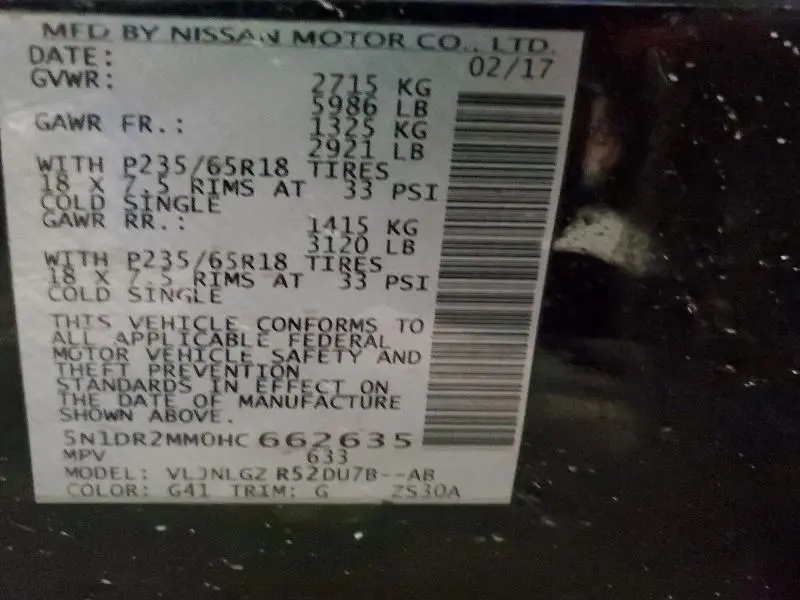 MFD BY NISSAN MOTOR CO., LTD.
DATE: 02/17
GVWR: 2715 KG
5986 LB
GAWR FR.: 1325 KG
2921 LB
WITH P235/65R18 TIRES
18 X 7.5 RIMS AT 33 PSI
COLD SINGLE
GAWR RR.: 1415 KG
3120 LB
WITH P235/65R18 TIRES
18 X 7.5 RIMS AT 33 PSI
COLD SINGLE
THIS VEHICLE CONFORMS TO
ALL APPLICABLE FEDERAL
MOTOR VEHICLE SAFETY AND
THEFT PREVENTION
STANDARDS IN EFFECT ON
THE DATE OF MANUFACTURE
SHOWN ABOVE.
5N1DR2MM0HC662635
MPV 633
MODEL: VLJNLGZ R52DU7B--AB
COLOR: G41 TRIM: G ZS30A